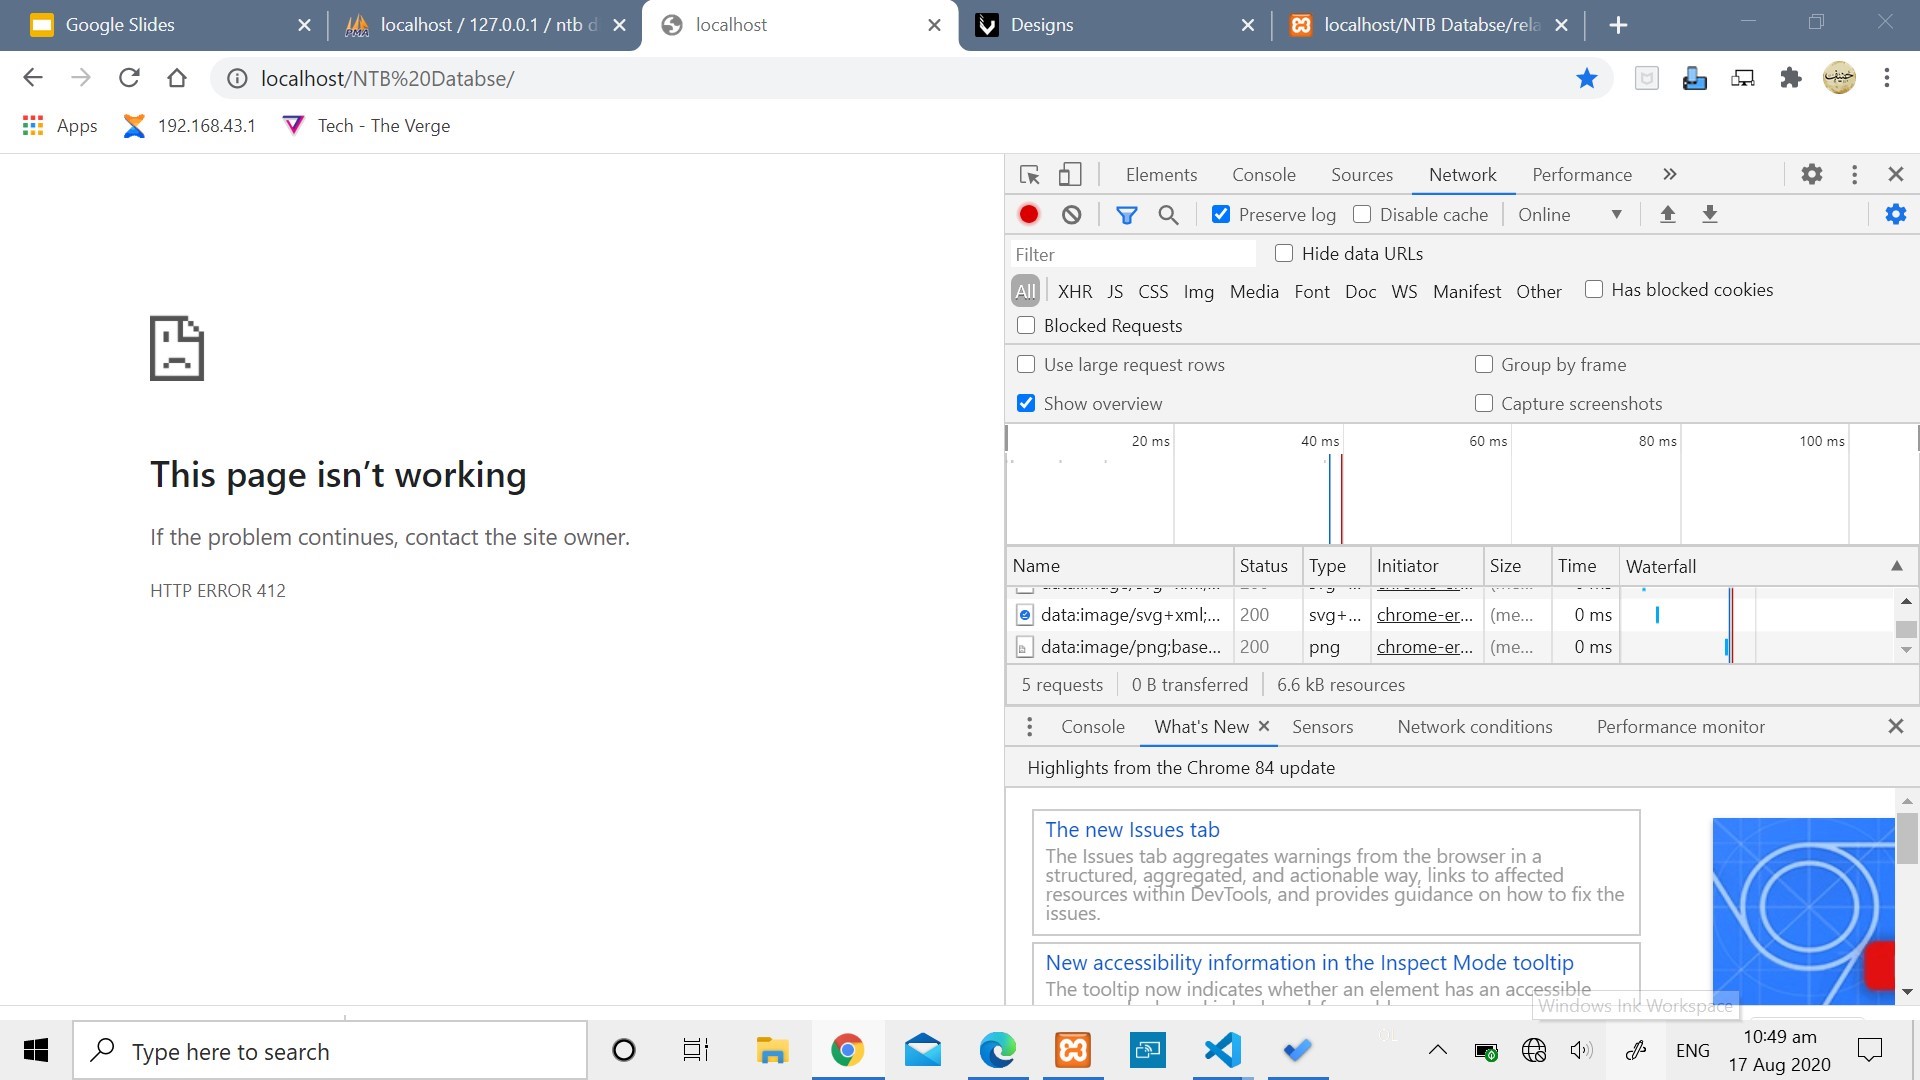 Google Slides
localhost / 127.0.0.1 / ntb d
localhost
Designs
localhost/NTB Databse/rela
localhost/NTB%20Databse/
Apps
192.168.43.1
Tech - The Verge
This page isn’t working
If the problem continues, contact the site owner.
HTTP ERROR 412
Elements Console Sources Network Performance »
Preserve log Disable cache Online
Filter Hide data URLs
All XHR JS CSS Img Media Font Doc WS Manifest Other Has blocked cookies
Blocked Requests
Use large request rows Group by frame
Show overview Capture screenshots
20 ms 40 ms 60 ms 80 ms 100 ms
Name Status Type Initiator Size Time Waterfall
data:image/svg+xml;... 200 svg+... chrome-er... (me... 0 ms
data:image/png;base... 200 png chrome-er... (me... 0 ms
5 requests 0 B transferred 6.6 kB resources
Console What's New Sensors Network conditions Performance monitor
Highlights from the Chrome 84 update
The new Issues tab
The Issues tab aggregates warnings from the browser in a
structured, aggregated, and actionable way, links to affected
resources within DevTools, and provides guidance on how to fix the
issues.
New accessibility information in the Inspect Mode tooltip
The tooltip now indicates whether an element has an accessible
Windows Ink Workspace
Type here to search
ENG
10:49 am
17 Aug 2020